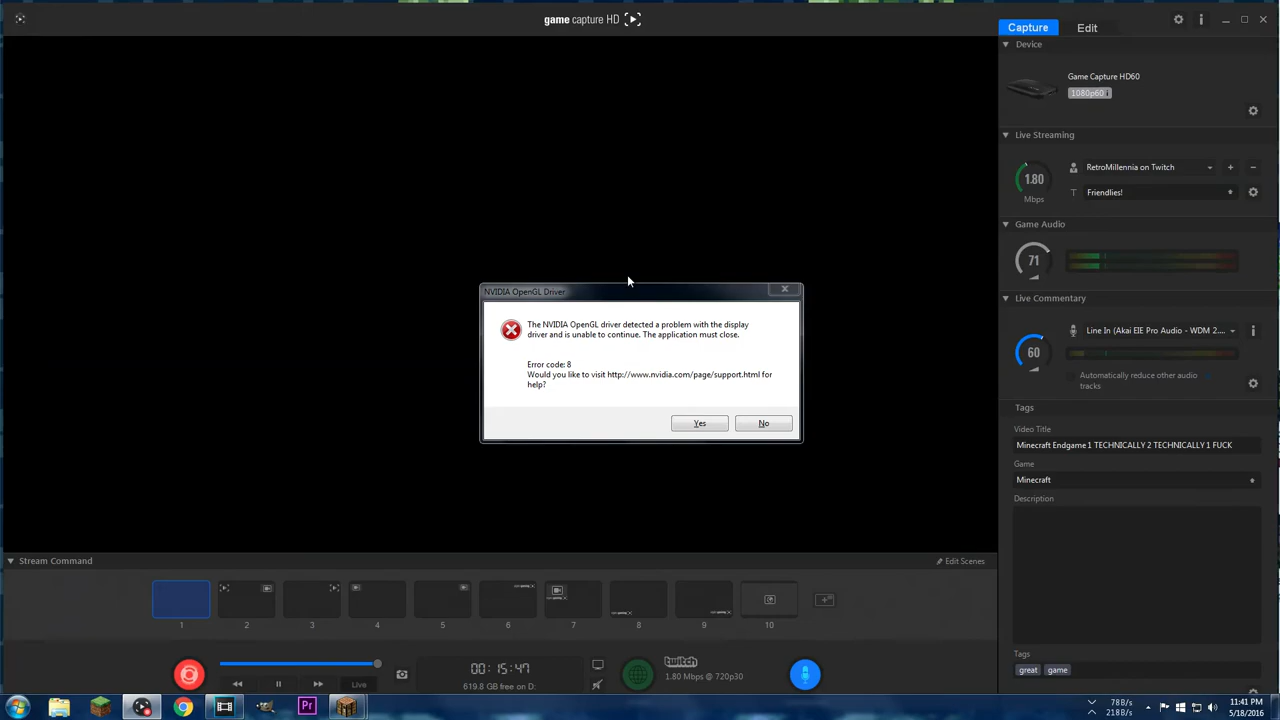 game capture HD
Capture
Edit
Device
Game Capture HD60
1080p60 i
Live Streaming
1.80
Mbps
RetroMillennia on Twitch
Friendlies!
Game Audio
71
Live Commentary
60
Line In (Akai EIE Pro Audio - WDM 2....
Automatically reduce other audio
tracks
Tags
Video Title
Minecraft Endgame 1 TECHNICALLY 2 TECHNICALLY 1 FUCK
Game
Minecraft
Description
Tags
great
game
NVIDIA OpenGL Driver
The NVIDIA OpenGL driver detected a problem with the display
driver and is unable to continue. The application must close.
Error code: 8
Would you like to visit http://www.nvidia.com/page/support.html for
help?
Yes
No
Stream Command
Edit Scenes
1
2
3
4
5
6
7
8
9
10
Live
00:15:47
619.8 GB free on D:
twitch
1.80 Mbps @ 720p30
Pr
78B/s
218B/s
11:41 PM
5/18/2016